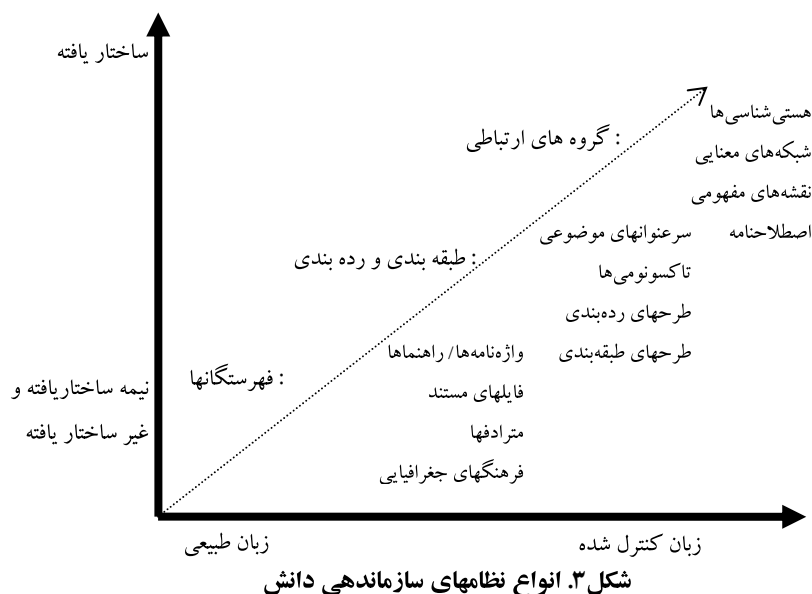 ساختار یافته
هستی‌شناسی‌ها
گروه های ارتباطی :
شبکه‌های معنایی
نقشه‌های مفهومی
سرعنوانهای موضوعی اصطلاحنامه
طبقه بندی و رده بندی :
تاکسونومی‌ها
طرحهای رده‌بندی
واژه‌نامه‌ها/ راهنماها طرحهای طبقه‌بندی
فهرستگانها :
نیمه ساختاریافته و
فایلهای مستند
غیر ساختار یافته
مترادفها
فرهنگهای جغرافیایی
زبان طبیعی
زبان کنترل شده
شکل۳. انواع نظامهای سازماندهی دانش